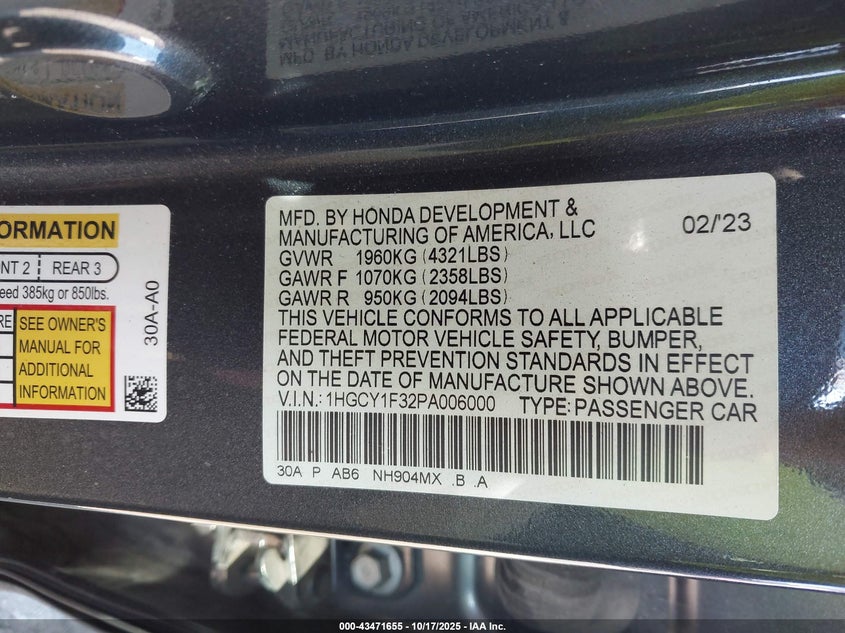 MFD. BY HONDA DEVELOPMENT &
MANUFACTURING OF AMERICA, LLC
02/'23
GVWR 1960KG (4321LBS)
GAWR F 1070KG (2358LBS)
GAWR R 950KG (2094LBS)
THIS VEHICLE CONFORMS TO ALL APPLICABLE
FEDERAL MOTOR VEHICLE SAFETY, BUMPER,
AND THEFT PREVENTION STANDARDS IN EFFECT
ON THE DATE OF MANUFACTURE SHOWN ABOVE.
V.I.N.: 1HGCY1F32PA006000 TYPE: PASSENGER CAR
30A P AB6 NH904MX .B .A
ORMATION
NT 2 REAR 3
eed 385kg or 850lbs.
RE
SEE OWNER'S
MANUAL FOR
ADDITIONAL
INFORMATION
30A-A0
000-43471655 - 10/17/2025 - IAA Inc.